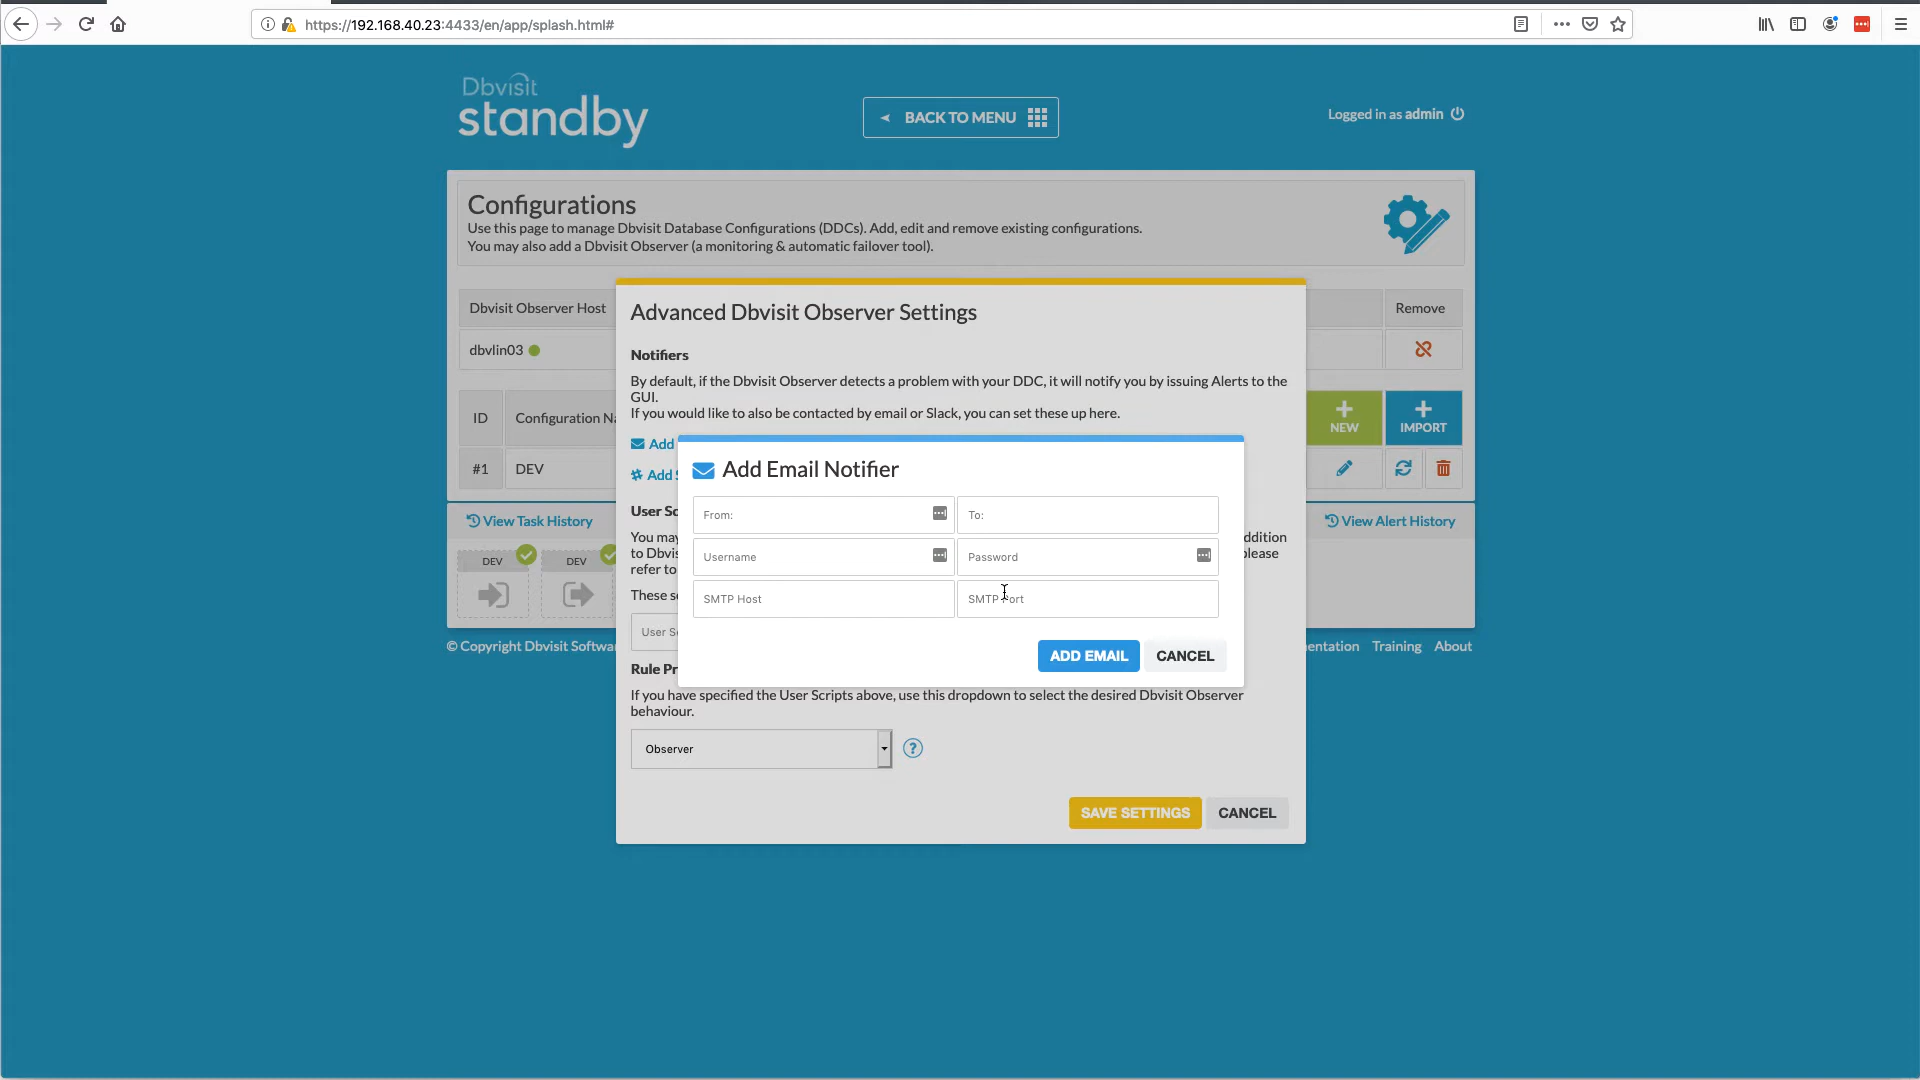 https://192.168.40.23:4433/en/app/splash.html#
Dbvisit
standby
BACK TO MENU
Logged in as admin
Configurations
Use this page to manage Dbvisit Database Configurations (DDCs). Add, edit and remove existing configurations.
You may also add a Dbvisit Observer (a monitoring & automatic failover tool).
Dbvisit Observer Host
Remove
dbvlin03
ID
Configuration Na
NEW
IMPORT
#1
DEV
View Task History
View Alert History
DEV
DEV
© Copyright Dbvisit Softwa
entation
Training
About
Advanced Dbvisit Observer Settings
Notifiers
By default, if the Dbvisit Observer detects a problem with your DDC, it will notify you by issuing Alerts to the
GUI.
If you would like to also be contacted by email or Slack, you can set these up here.
Add
Add S
User Sc
You may
ddition
to Dbvis
please
refer to
These se
User Sc
Rule Pr
If you have specified the User Scripts above, use this dropdown to select the desired Dbvisit Observer
behaviour.
Observer
?
SAVE SETTINGS
CANCEL
Add Email Notifier
From:
To:
Username
Password
SMTP Host
SMTP Port
ADD EMAIL
CANCEL